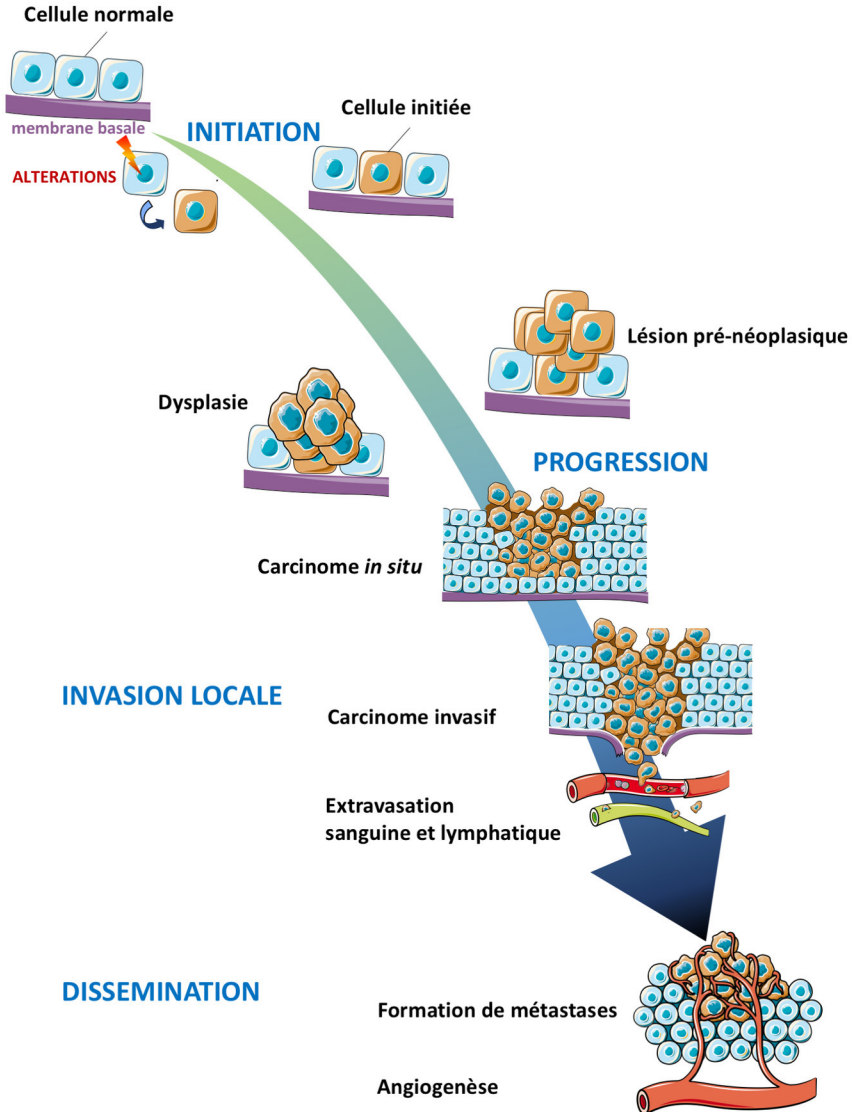 Cellule normale
membrane basale
INITIATION
Cellule initiée
ALTERATIONS
Lésion pré-néoplasique
Dysplasie
PROGRESSION
Carcinome in situ
INVASION LOCALE
Carcinome invasif
Extravasation
sanguine et lymphatique
DISSEMINATION
Formation de métastases
Angiogenèse